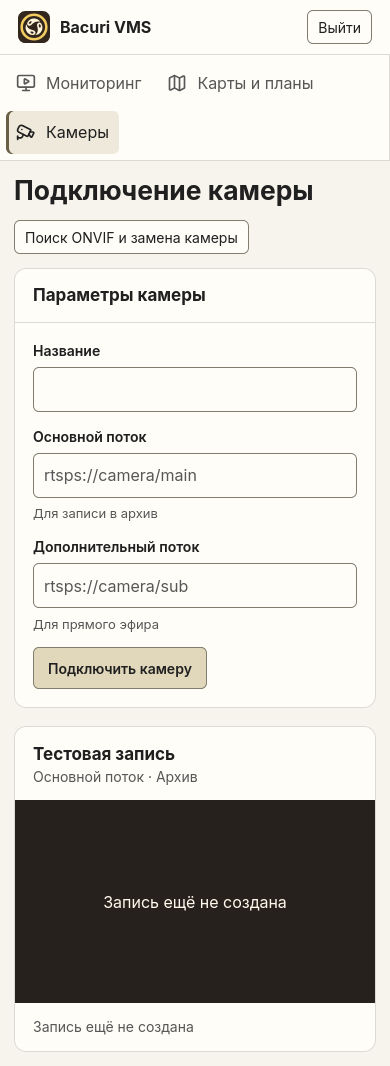 Bacuri VMS
Выйти
Мониторинг
Карты и планы
Камеры
Подключение камеры
Поиск ONVIF и замена камеры
Параметры камеры
Название
Основной поток
rtsps://camera/main
Для записи в архив
Дополнительный поток
rtsps://camera/sub
Для прямого эфира
Подключить камеру
Тестовая запись
Основной поток · Архив
Запись ещё не создана
Запись ещё не создана